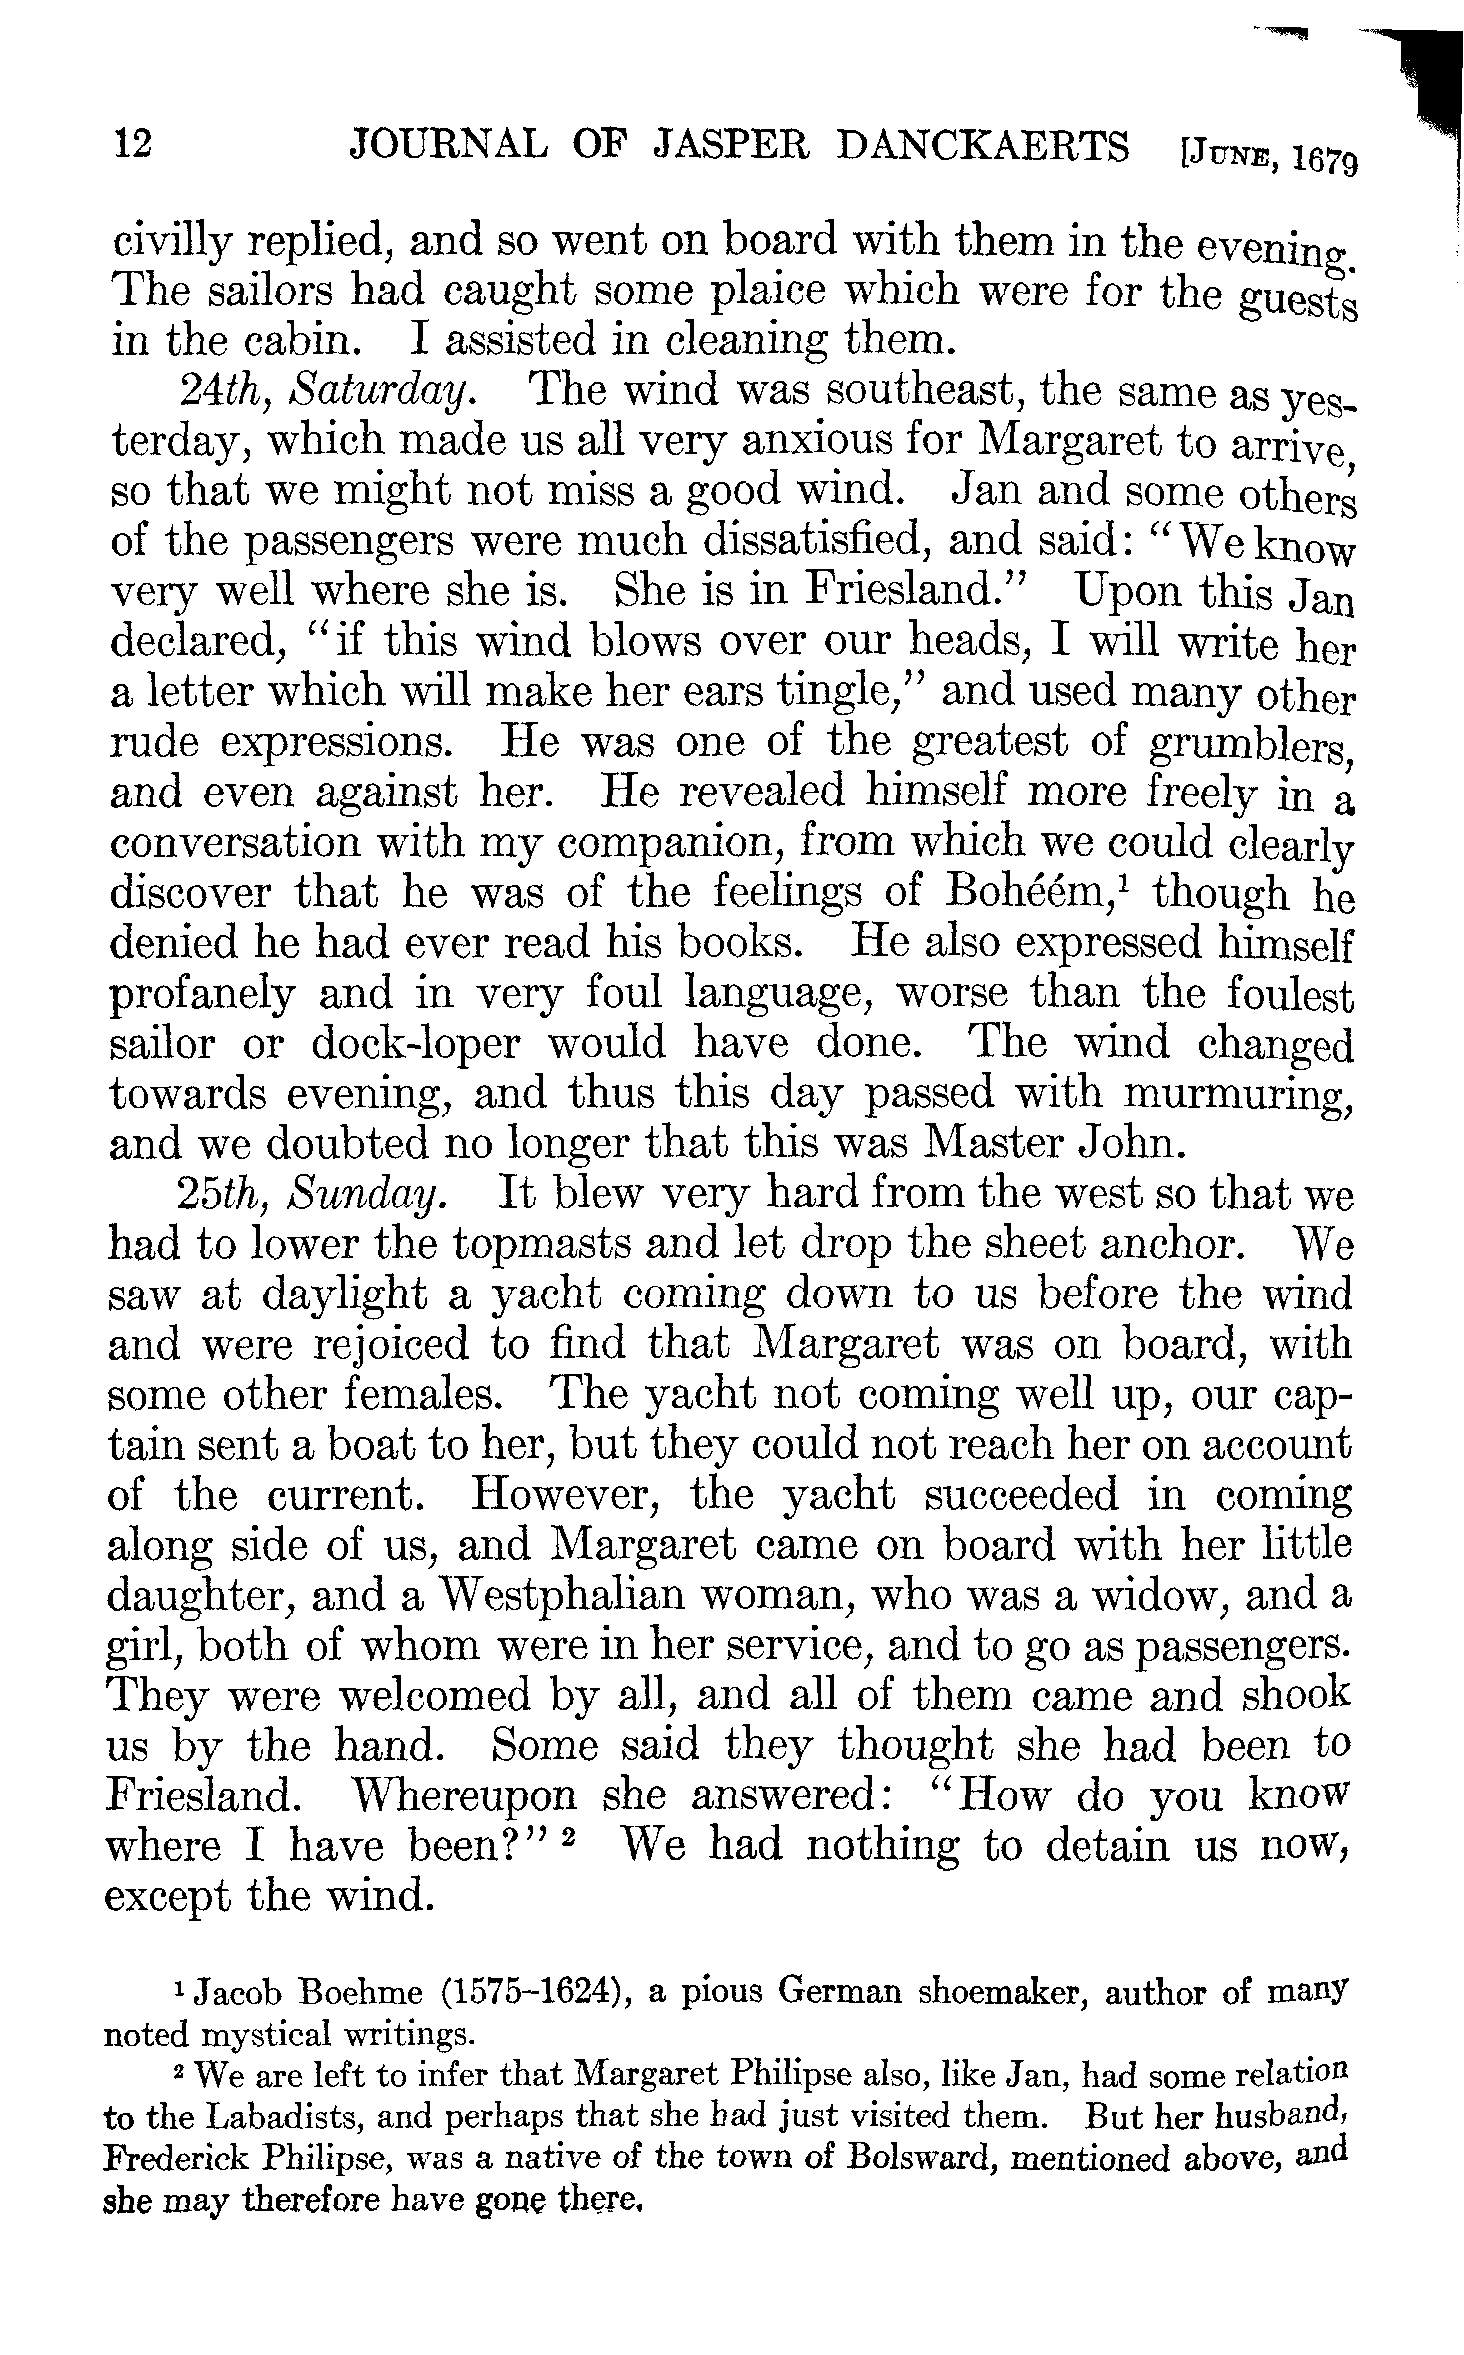 12 JOURNAL OF JASPER DANCKAERTS [JUNE, 1679
civilly replied, and so went on board with them in the evening.
The sailors had caught some plaice which were for the guests
in the cabin. I assisted in cleaning them.
24th, Saturday. The wind was southeast, the same as yes-
terday, which made us all very anxious for Margaret to arrive,
so that we might not miss a good wind. Jan and some others
of the passengers were much dissatisfied, and said: “We know
very well where she is. She is in Friesland.” Upon this Jan
declared, “if this wind blows over our heads, I will write her
a letter which will make her ears tingle,” and used many other
rude expressions. He was one of the greatest of grumblers,
and even against her. He revealed himself more freely in a
conversation with my companion, from which we could clearly
discover that he was of the feelings of Bohéém,¹ though he
denied he had ever read his books. He also expressed himself
profanely and in very foul language, worse than the foulest
sailor or dock-loper would have done. The wind changed
towards evening, and thus this day passed with murmuring,
and we doubted no longer that this was Master John.
25th, Sunday. It blew very hard from the west so that we
had to lower the topmasts and let drop the sheet anchor. We
saw at daylight a yacht coming down to us before the wind
and were rejoiced to find that Margaret was on board, with
some other females. The yacht not coming well up, our cap-
tain sent a boat to her, but they could not reach her on account
of the current. However, the yacht succeeded in coming
along side of us, and Margaret came on board with her little
daughter, and a Westphalian woman, who was a widow, and a
girl, both of whom were in her service, and to go as passengers.
They were welcomed by all, and all of them came and shook
us by the hand. Some said they thought she had been to
Friesland. Whereupon she answered: “How do you know
where I have been?” ² We had nothing to detain us now,
except the wind.
¹ Jacob Boehme (1575–1624), a pious German shoemaker, author of many
noted mystical writings.
² We are left to infer that Margaret Philipse also, like Jan, had some relation
to the Labadists, and perhaps that she had just visited them. But her husband,
Frederick Philipse, was a native of the town of Bolsward, mentioned above, and
she may therefore have gone there.